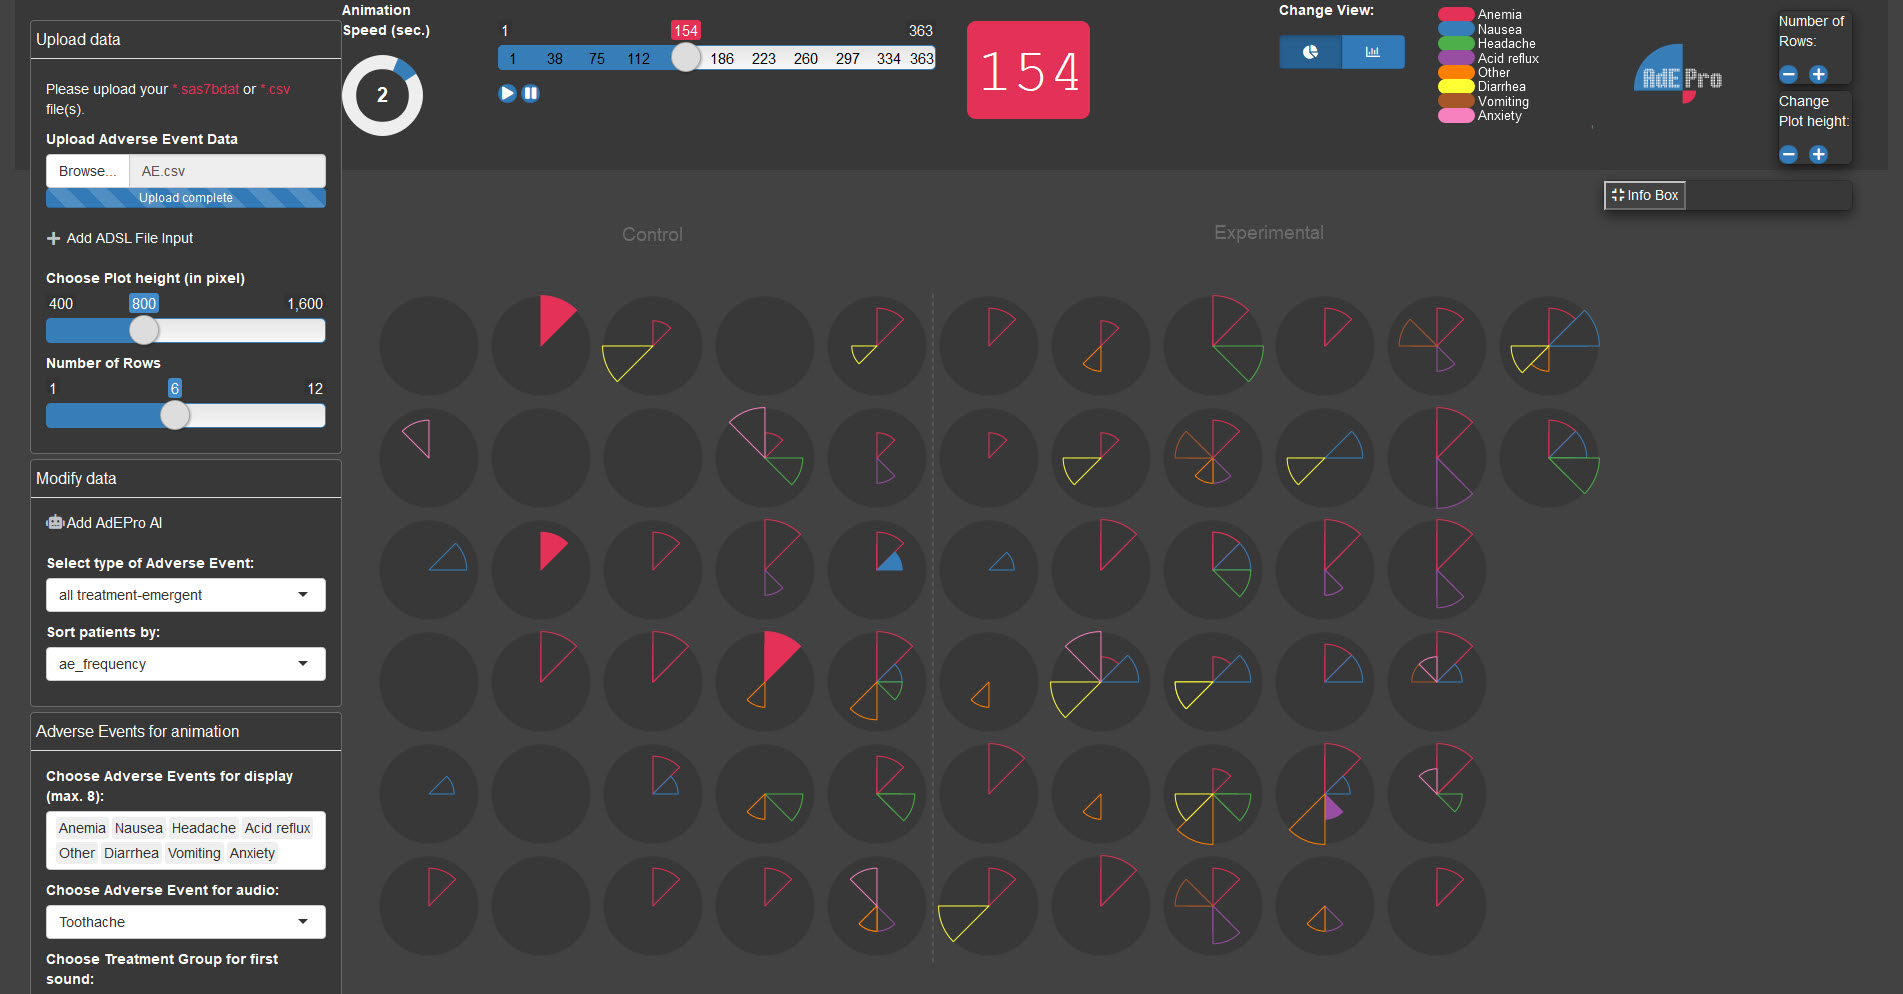 Upload data
Please upload your *.sas7bdat or *.csv
file(s).
Upload Adverse Event Data
Browse... AE.csv
Upload complete
Add ADSL File Input
Choose Plot height (in pixel)
400 800 1,600
Number of Rows
1 6 12
Modify data
Add AdEPro AI
Select type of Adverse Event:
all treatment-emergent
Sort patients by:
ae_frequency
Adverse Events for animation
Choose Adverse Events for display
(max. 8):
Anemia Nausea Headache Acid reflux
Other Diarrhea Vomiting Anxiety
Choose Adverse Event for audio:
Toothache
Choose Treatment Group for first
sound:
Animation
Speed (sec.)
2
1 154 363
1 38 75 112 186 223 260 297 334 363
154
Change View:
Anemia
Nausea
Headache
Acid reflux
Other
Diarrhea
Vomiting
Anxiety
AdEPro
Number of
Rows:
Change
Plot height:
Info Box
Control
Experimental